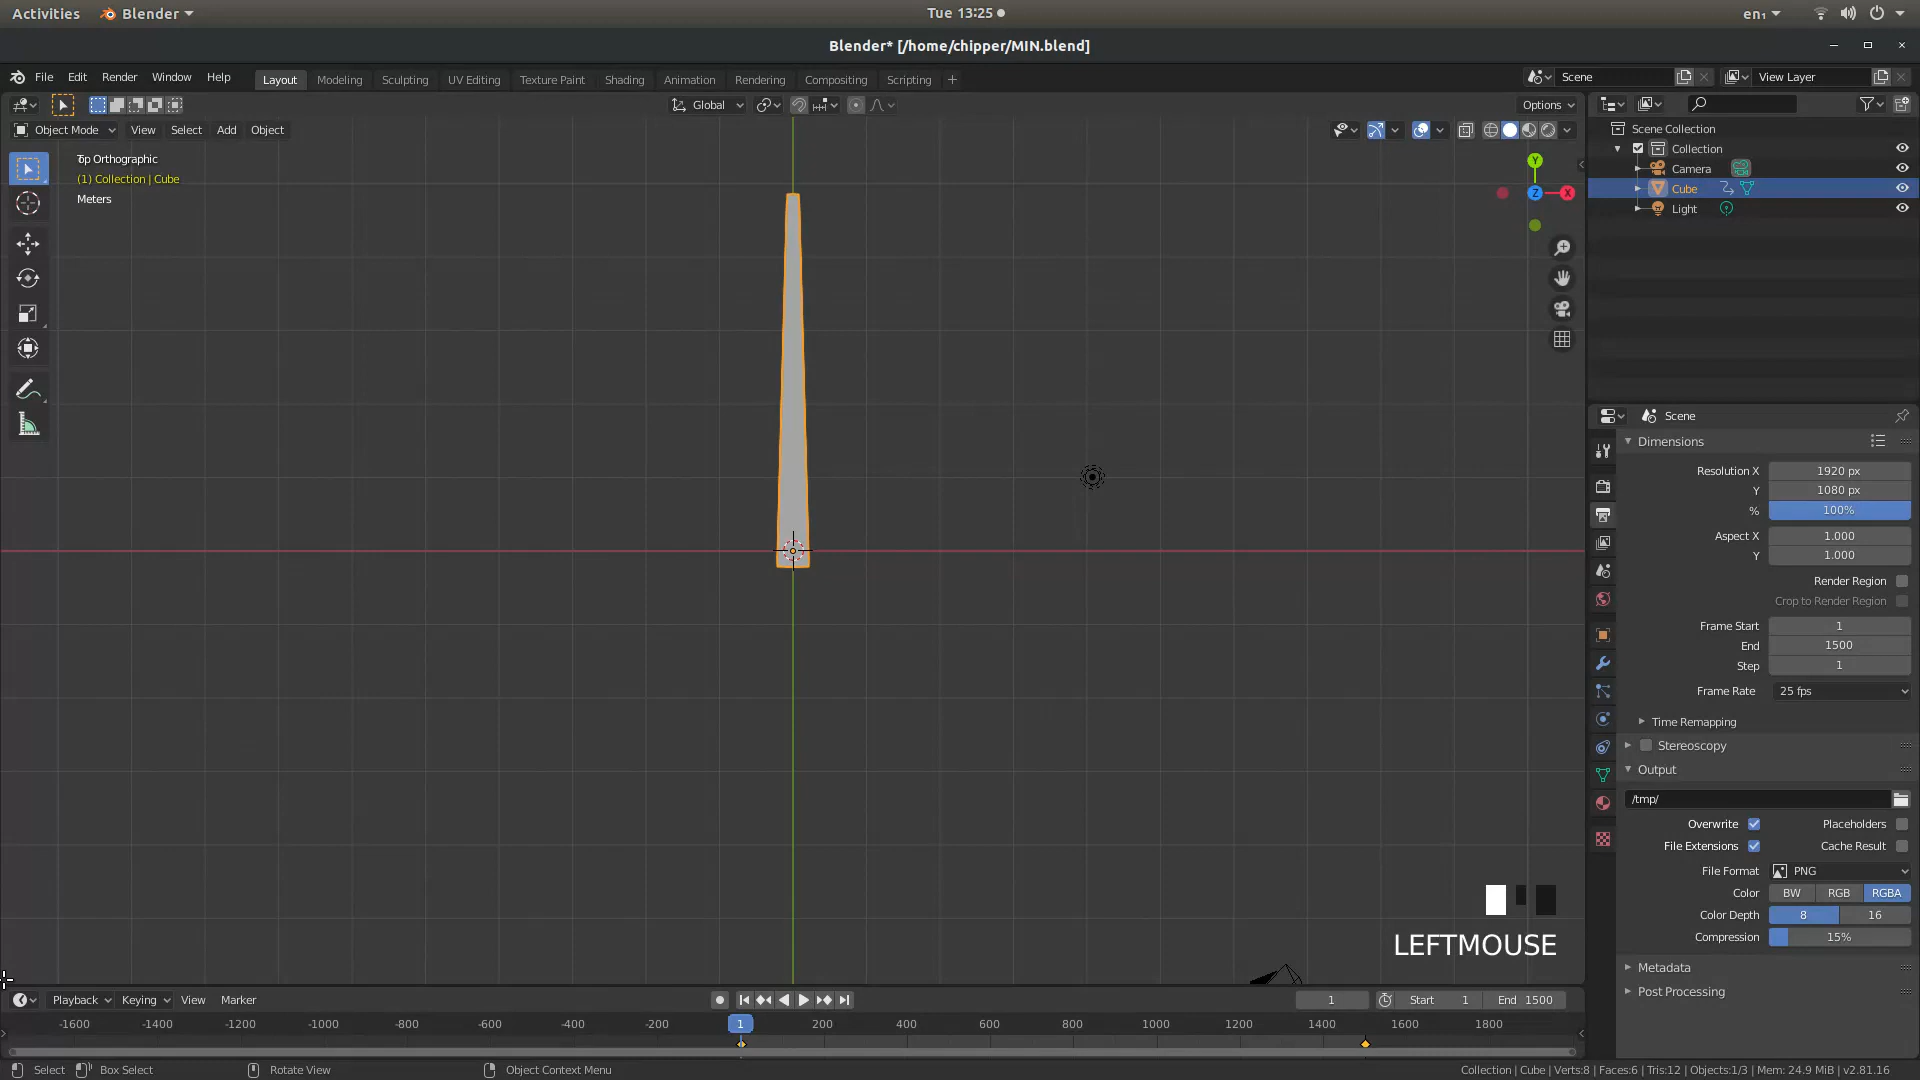 Activities Blender Tue 13:25 en₁
Blender* [/home/chipper/MIN.blend]
File Edit Render Window Help Layout Modeling Sculpting UV Editing Texture Paint Shading Animation Rendering Compositing Scripting + Scene View Layer
Global Options
Object Mode View Select Add Object
Top Orthographic
(1) Collection | Cube
Meters
Y
Z
X
Scene Collection
Collection
Camera
Cube
Light
Scene
Dimensions
Resolution X 1920 px
Y 1080 px
% 100%
Aspect X 1.000
Y 1.000
Render Region
Crop to Render Region
Frame Start 1
End 1500
Step 1
Frame Rate 25 fps
Time Remapping
Stereoscopy
Output
/tmp/
Overwrite Placeholders
File Extensions Cache Result
File Format PNG
Color BW RGB RGBA
Color Depth 8 16
Compression 15%
Metadata
Post Processing
LEFTMOUSE
Playback Keying View Marker 1 Start 1 End 1500
-1600 -1400 -1200 -1000 -800 -600 -400 -200 1 200 400 600 800 1000 1200 1400 1600 1800
Select Box Select Rotate View Object Context Menu Collection | Cube | Verts:8 | Faces:6 | Tris:12 | Objects:1/3 | Mem: 24.9 MiB | v2.81.16